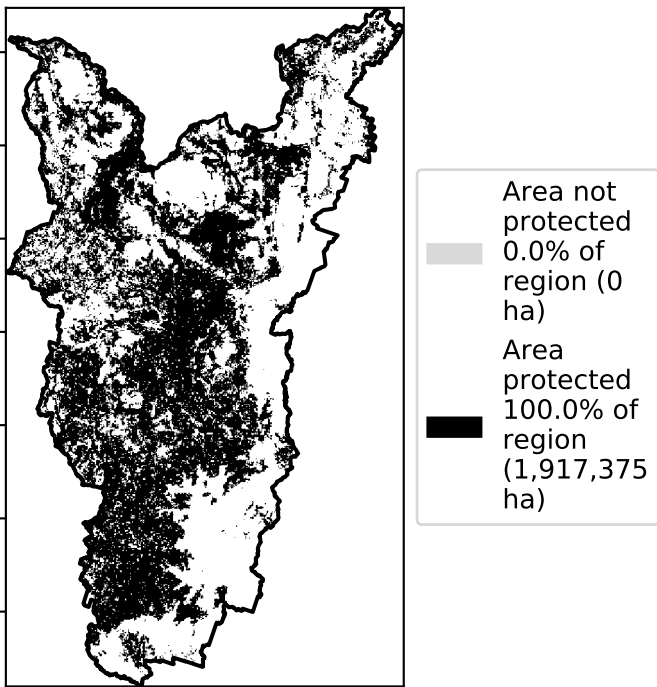 Area not
protected
0.0% of
region (0
ha)
Area
protected
100.0% of
region
(1,917,375
ha)